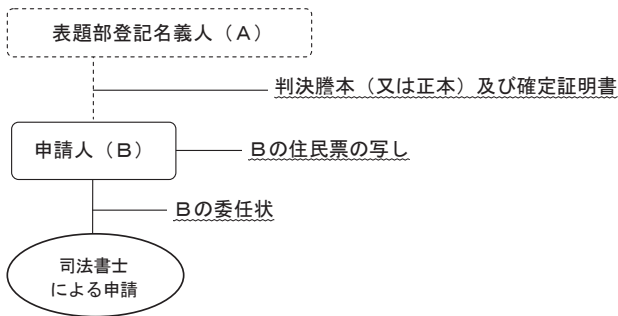 表題部登記名義人（A）
判決謄本（又は正本）及び確定証明書
申請人（B）
Bの住民票の写し
Bの委任状
司法書士
による申請